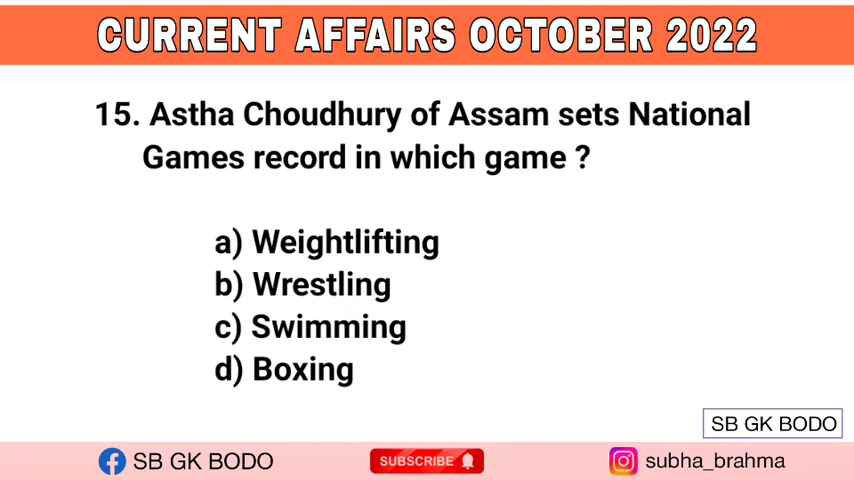 CURRENT AFFAIRS OCTOBER 2022
15. Astha Choudhury of Assam sets National
Games record in which game ?
a) Weightlifting
b) Wrestling
c) Swimming
d) Boxing
SB GK BODO
SB GK BODO
SUBSCRIBE
subha_brahma